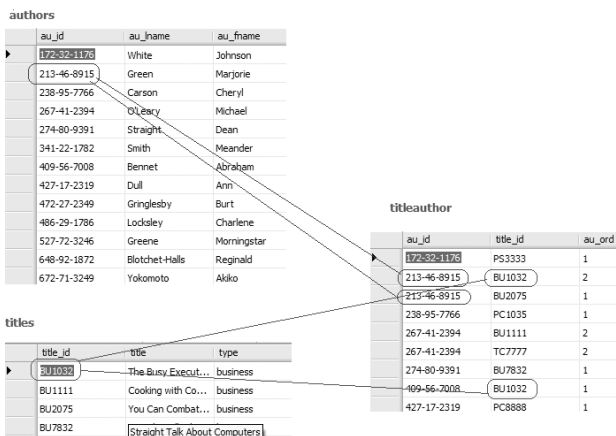 authors
au_id au_lname au_fname
172-32-1176 White Johnson
213-46-8915 Green Marjorie
238-95-7766 Carson Cheryl
267-41-2394 O'Leary Michael
274-80-9391 Straight Dean
341-22-1782 Smith Meander
409-56-7008 Bennet Abraham
427-17-2319 Dull Ann
472-27-2349 Gringlesby Burt
486-29-1786 Locksley Charlene
527-72-3246 Greene Morningstar
648-92-1872 Blotchet-Halls Reginald
672-71-3249 Yokomoto Akiko
titleauthor
au_id title_id au_ord
172-32-1176 PS3333 1
213-46-8915 BU1032 2
213-46-8915 BU2075 1
238-95-7766 PC1035 1
267-41-2394 BU1111 2
267-41-2394 TC7777 2
274-80-9391 BU7832 1
409-56-7008 BU1032 1
427-17-2319 PC8888 1
titles
title_id title type
BU1032 The Busy Execut... business
BU1111 Cooking with Co... business
BU2075 You Can Combat... business
BU7832 Straight Talk About Computers